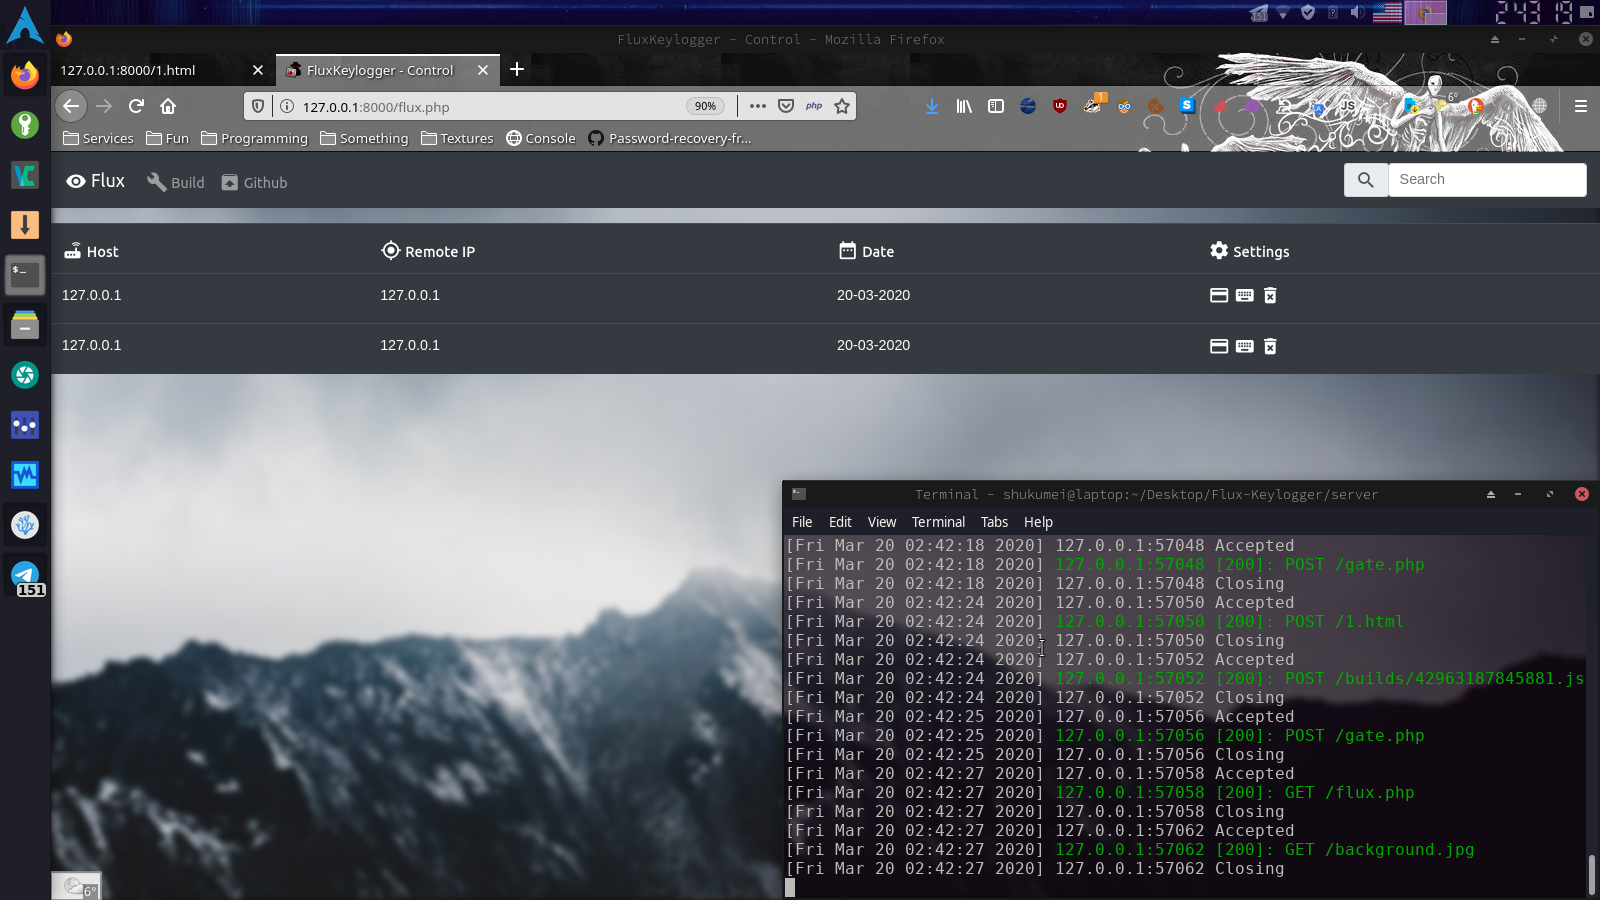 151
243 19
FluxKeylogger - Control - Mozilla Firefox
127.0.0.1:8000/1.html
FluxKeylogger - Control
127.0.0.1:8000/flux.php
90%
php
1
JS
6°
Services
Fun
Programming
Something
Textures
Console
Password-recovery-fr...
Flux
Build
Github
Search
Host
Remote IP
Date
Settings
127.0.0.1
127.0.0.1
20-03-2020
127.0.0.1
127.0.0.1
20-03-2020
Terminal - shukumei@laptop:~/Desktop/Flux-Keylogger/server
File Edit View Terminal Tabs Help
[Fri Mar 20 02:42:18 2020] 127.0.0.1:57048 Accepted
[Fri Mar 20 02:42:18 2020] 127.0.0.1:57048 [200]: POST /gate.php
[Fri Mar 20 02:42:18 2020] 127.0.0.1:57048 Closing
[Fri Mar 20 02:42:24 2020] 127.0.0.1:57050 Accepted
[Fri Mar 20 02:42:24 2020] 127.0.0.1:57050 [200]: POST /1.html
[Fri Mar 20 02:42:24 2020] 127.0.0.1:57050 Closing
[Fri Mar 20 02:42:24 2020] 127.0.0.1:57052 Accepted
[Fri Mar 20 02:42:24 2020] 127.0.0.1:57052 [200]: POST /builds/42963187845881.js
[Fri Mar 20 02:42:24 2020] 127.0.0.1:57052 Closing
[Fri Mar 20 02:42:25 2020] 127.0.0.1:57056 Accepted
[Fri Mar 20 02:42:25 2020] 127.0.0.1:57056 [200]: POST /gate.php
[Fri Mar 20 02:42:25 2020] 127.0.0.1:57056 Closing
[Fri Mar 20 02:42:27 2020] 127.0.0.1:57058 Accepted
[Fri Mar 20 02:42:27 2020] 127.0.0.1:57058 [200]: GET /flux.php
[Fri Mar 20 02:42:27 2020] 127.0.0.1:57058 Closing
[Fri Mar 20 02:42:27 2020] 127.0.0.1:57062 Accepted
[Fri Mar 20 02:42:27 2020] 127.0.0.1:57062 [200]: GET /background.jpg
[Fri Mar 20 02:42:27 2020] 127.0.0.1:57062 Closing
151
6°